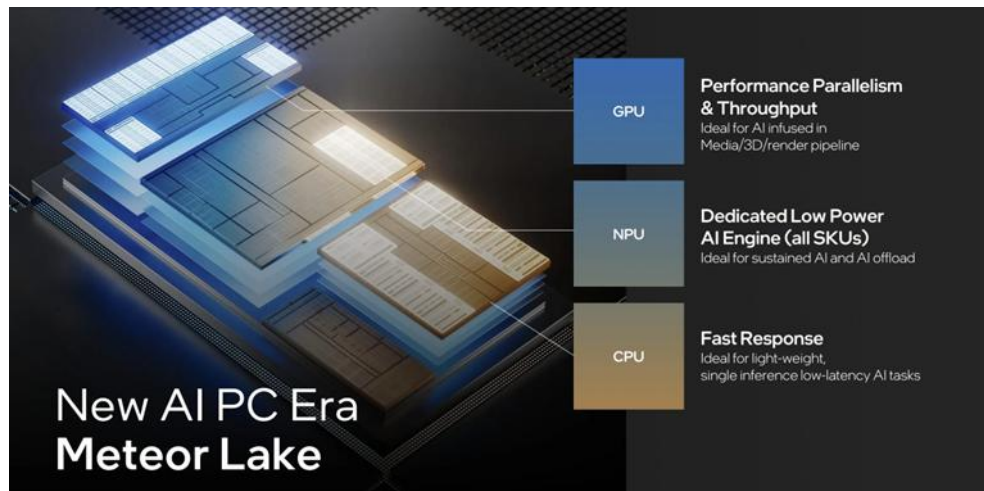 GPU
Performance Parallelism
& Throughput
Ideal for AI infused in
Media/3D/render pipeline
NPU
Dedicated Low Power
AI Engine (all SKUs)
Ideal for sustained AI and AI offload
CPU
Fast Response
Ideal for light-weight,
single inference low-latency AI tasks
New AI PC Era
Meteor Lake